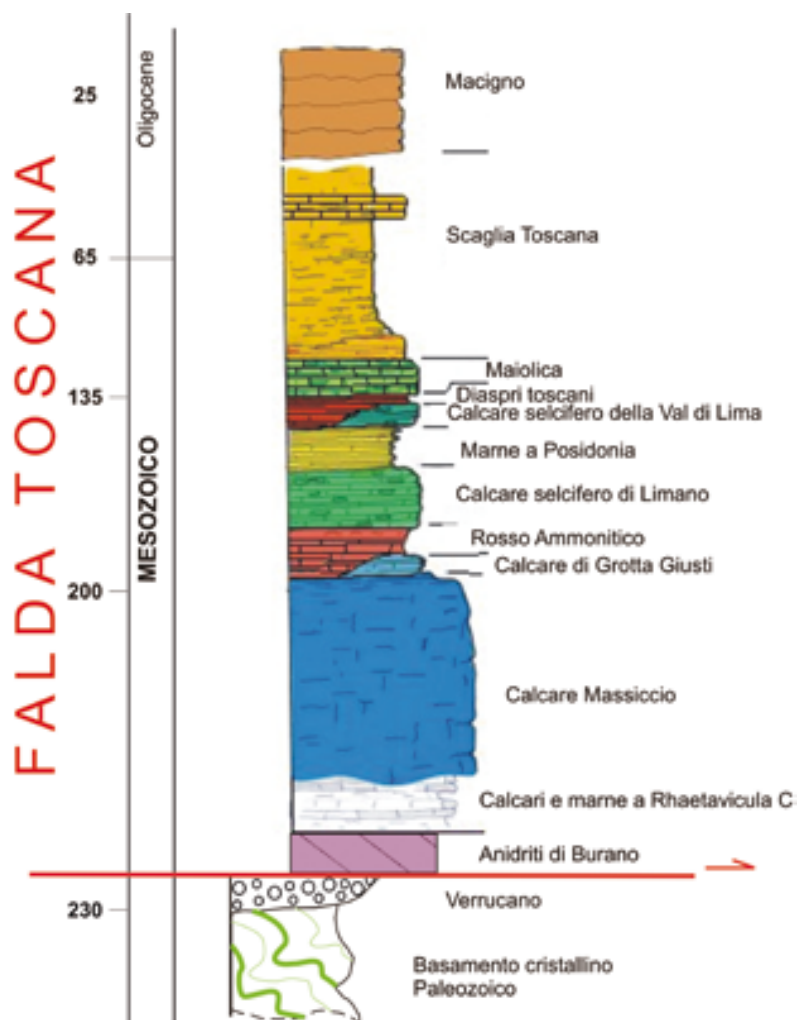 FALDA TOSCANA
Oligocene
MESOZOICO
25
65
135
200
230
Macigno
Scaglia Toscana
Maiolica
Diaspri toscani
Calcare selcifero della Val di Lima
Marne a Posidonia
Calcare selcifero di Limano
Rosso Ammonitico
Calcare di Grotta Giusti
Calcare Massiccio
Calcari e marne a Rhaetavicula C
Anidriti di Burano
Verrucano
Basamento cristallino
Paleozoico